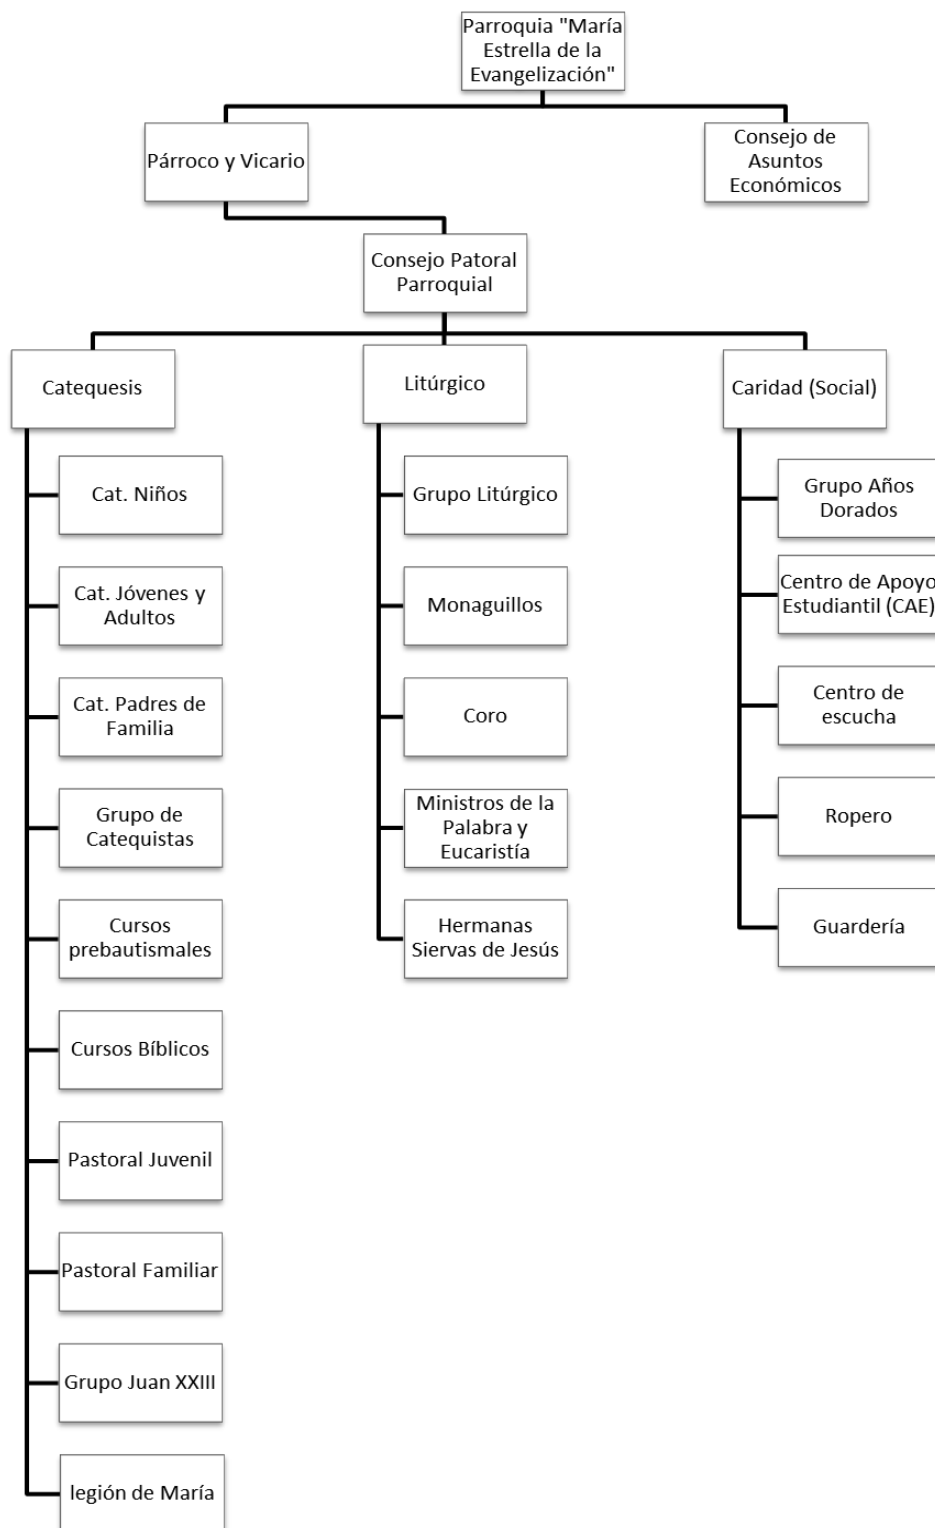 Parroquia "María
Estrella de la
Evangelización"
Párroco y Vicario
Consejo de
Asuntos
Económicos
Consejo Patoral
Parroquial
Catequesis
Litúrgico
Caridad (Social)
Cat. Niños
Cat. Jóvenes y
Adultos
Cat. Padres de
Familia
Grupo de
Catequistas
Cursos
prebautismales
Cursos Bíblicos
Pastoral Juvenil
Pastoral Familiar
Grupo Juan XXIII
legión de María
Grupo Litúrgico
Monaguillos
Coro
Ministros de la
Palabra y
Eucaristía
Hermanas
Siervas de Jesús
Grupo Años
Dorados
Centro de Apoyo
Estudiantil (CAE)
Centro de
escucha
Ropero
Guardería